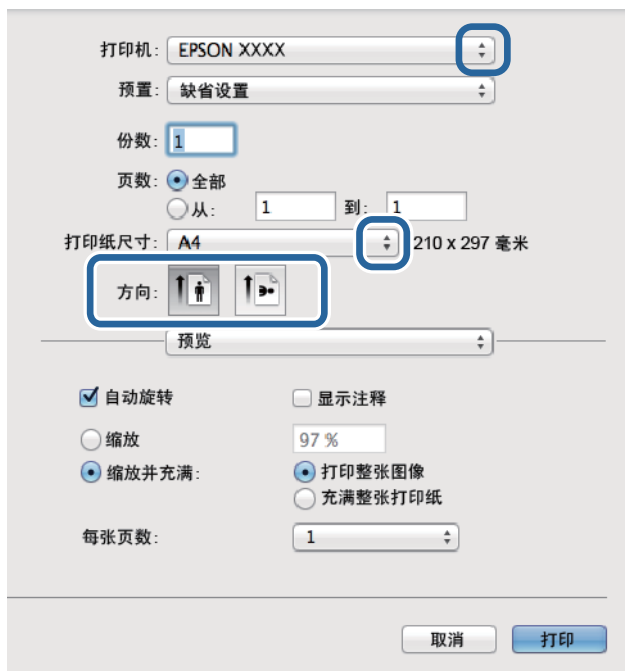 打印机: EPSON XXXX
预置: 缺省设置
份数: 1
页数: 全部
从: 1 到: 1
打印纸尺寸: A4 210 x 297 毫米
方向:
预览
自动旋转 显示注释
缩放 97 %
缩放并充满: 打印整张图像
充满整张打印纸
每张页数: 1
取消 打印